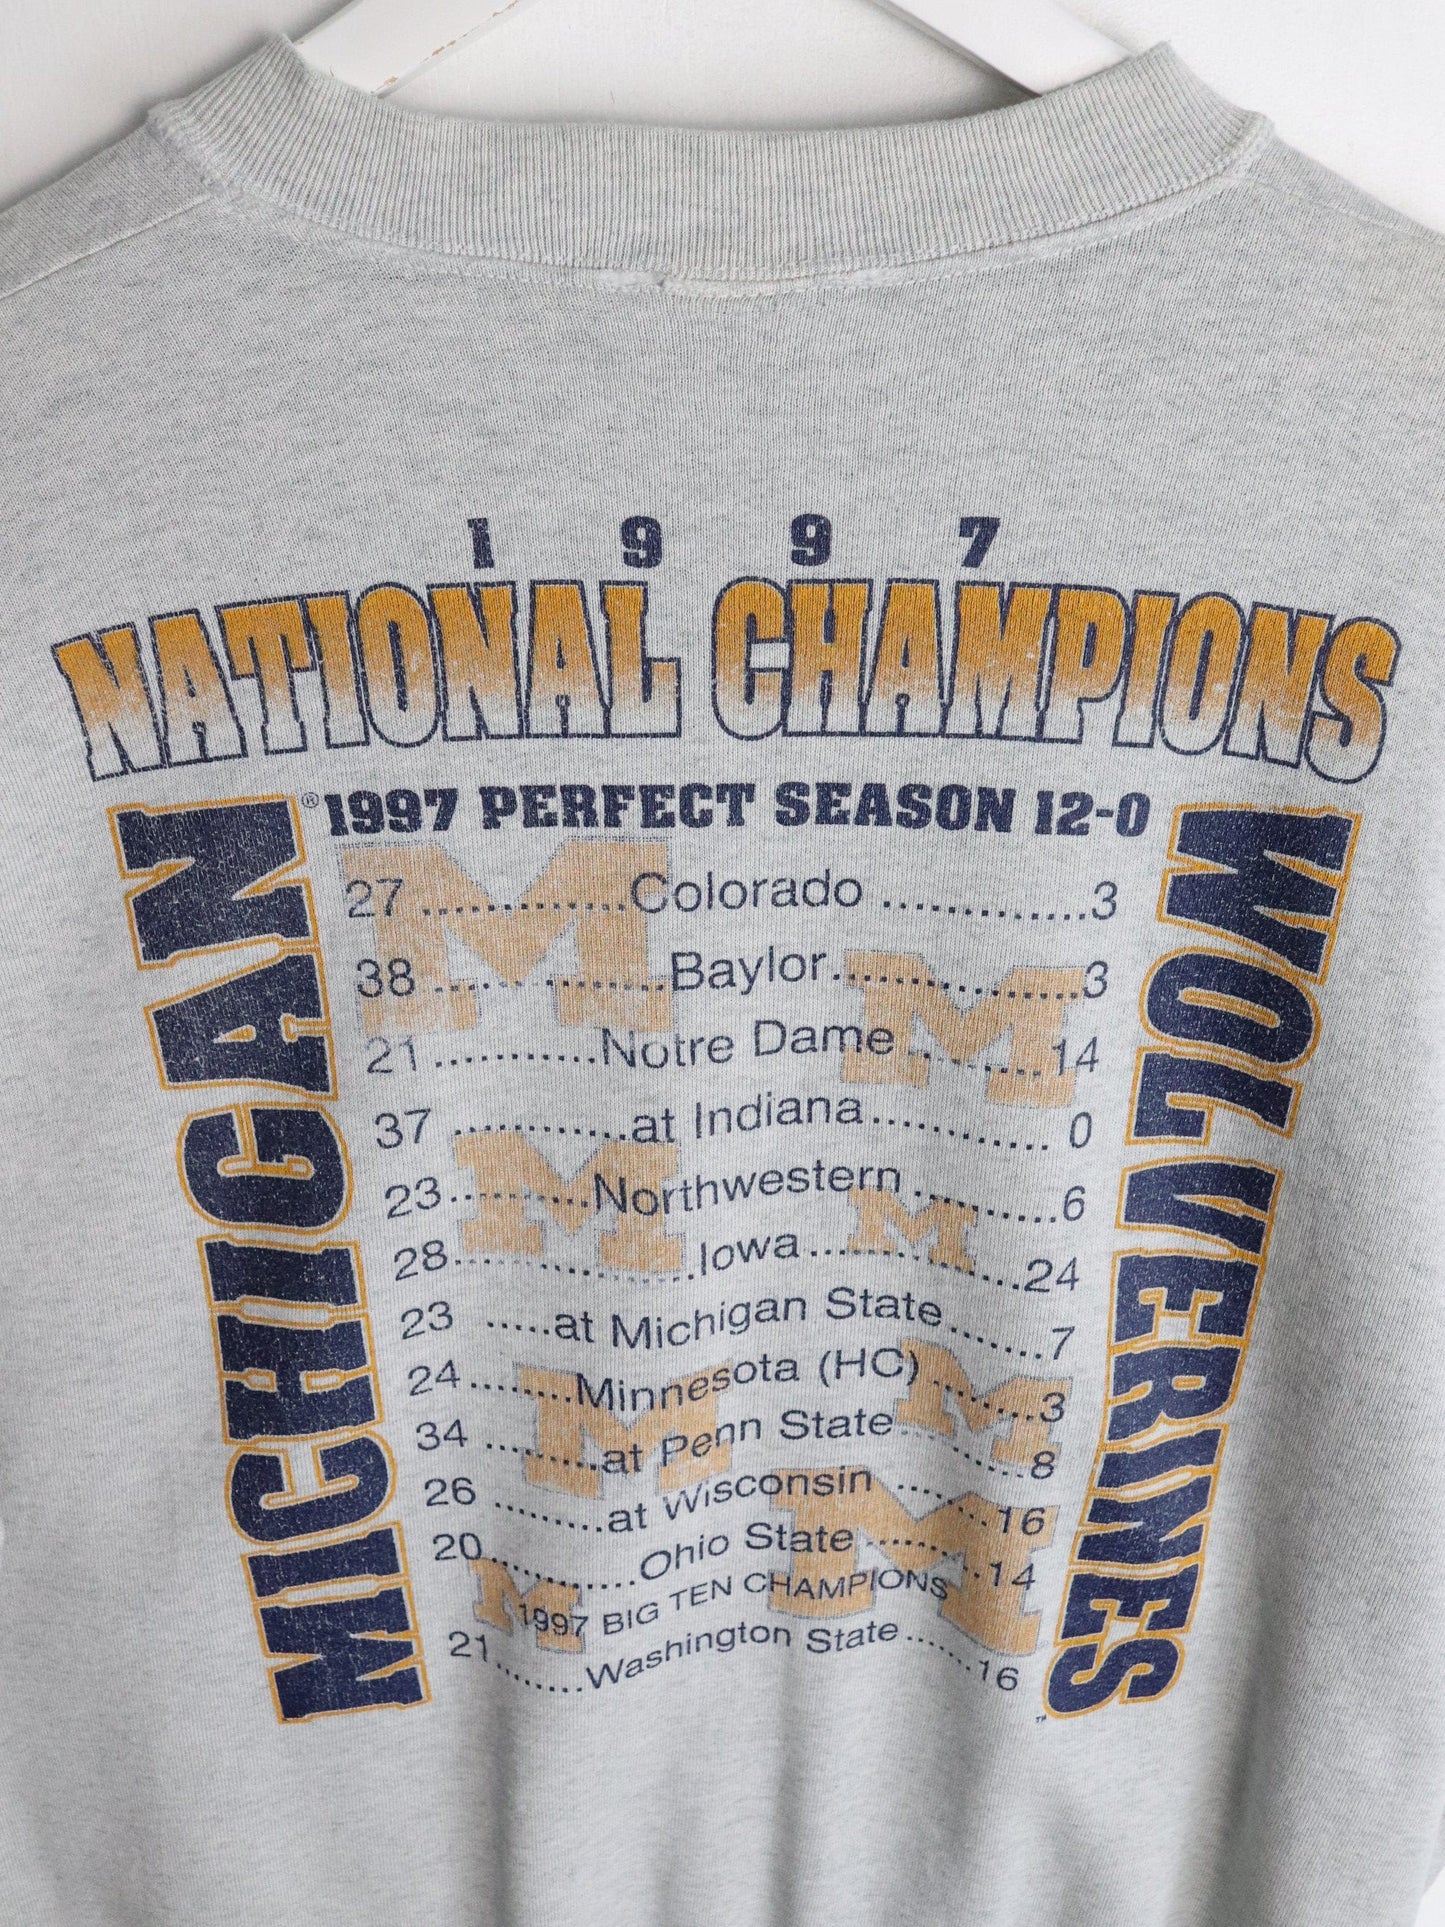 1997
NATIONAL CHAMPIONS
MICHICAN
®
1997 PERFECT SEASON 12-0
27 ..............Colorado .............3
38 ...............Baylor................3
21 ...........Notre Dame ..........14
37 ............at Indiana............ 0
23..........Northwestern ..........6
28.................Iowa...............24
23 .....at Michigan State.......7
24........Minnesota (HC) ........3
34 .........at Penn State.........8
26 ........at Wisconsin .......16
20............Ohio State .........14
1997 BIG TEN CHAMPIONS
21........Washington State........16
WOLVERINES
™